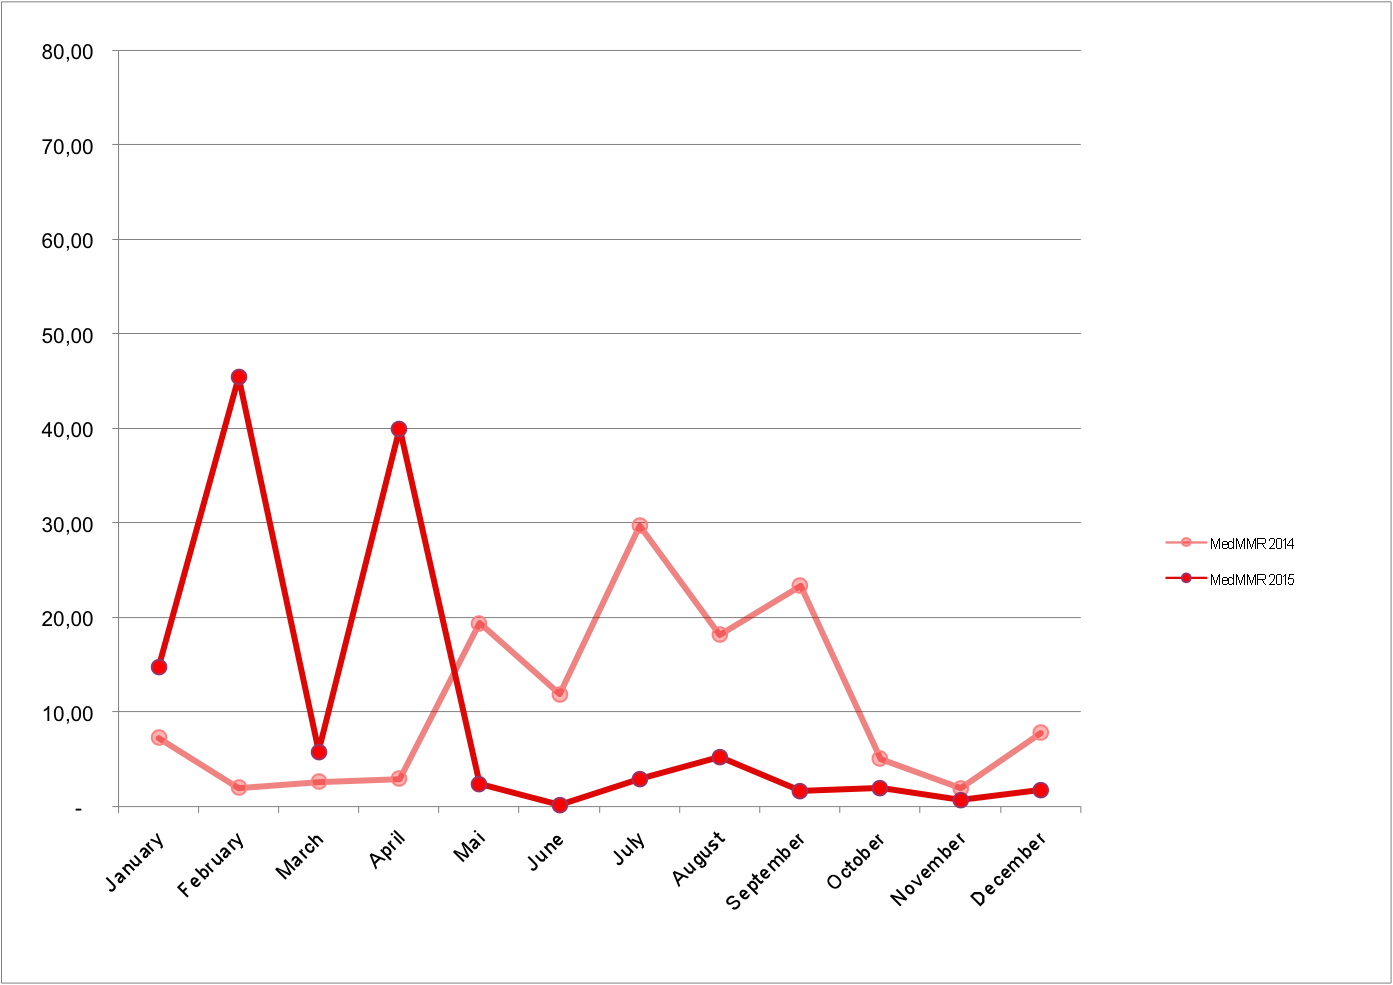 80,00
70,00
60,00
50,00
40,00
30,00
20,00
10,00
-
January
February
March
April
Mai
June
July
August
September
October
November
December
MedMMR 2014
MedMMR 2015